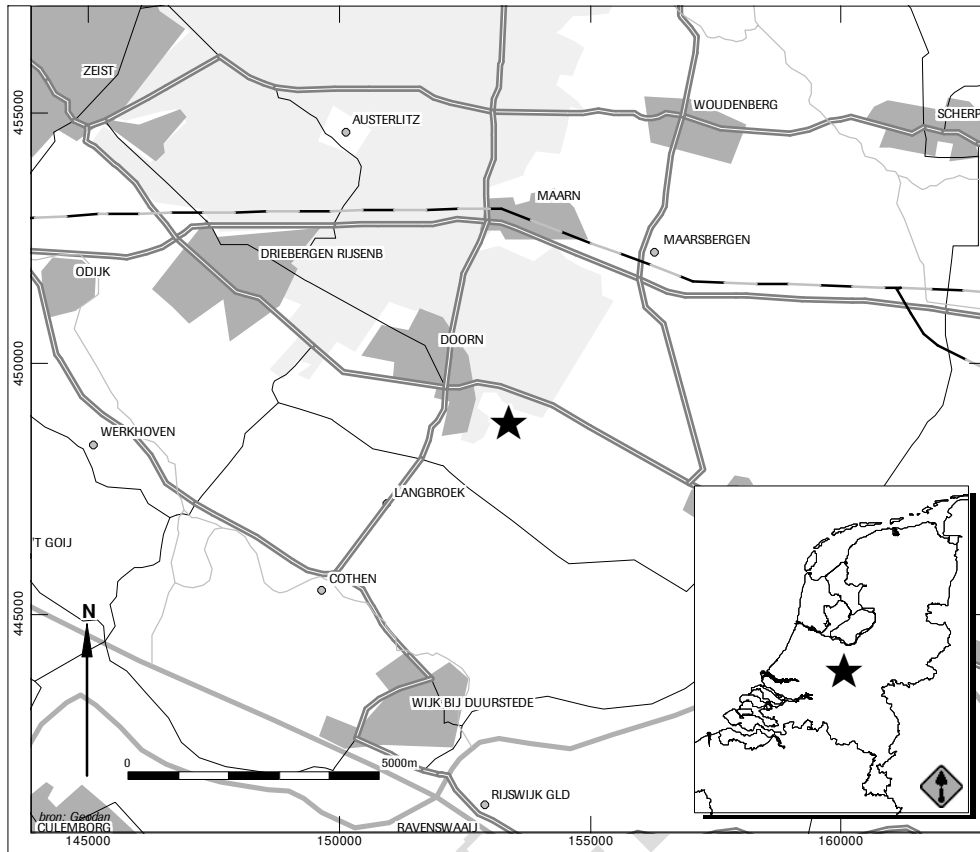 ZEIST
455000
AUSTERLITZ
WOUDENBERG
SCHERP
MAARN
MAARSBERGEN
DRIEBERGEN RIJSENB
ODIJK
DOORN
450000
WERKHOVEN
LANGBROEK
'T GOIJ
COTHEN
N
445000
WIJK BIJ DUURSTEDE
0
5000m
RIJSWIJK GLD
bron: Geodan
CULEMBORG
RAVENSWAAIJ
145000
150000
155000
160000